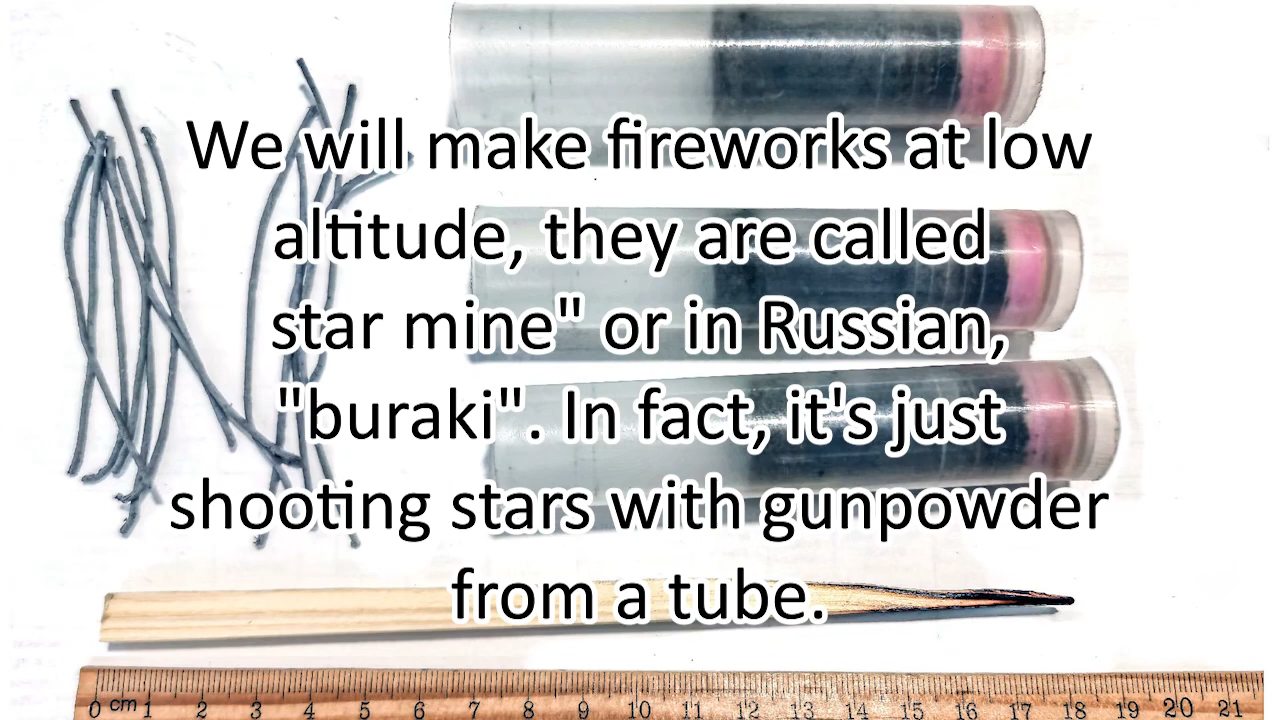 We will make fireworks at low
altitude, they are called
star mine" or in Russian,
"buraki". In fact, it's just
shooting stars with gunpowder
from a tube.
0 cm 1 2 3 4 5 6 7 8 9 10 11 12 13 14 15 16 17 18 19 20 21